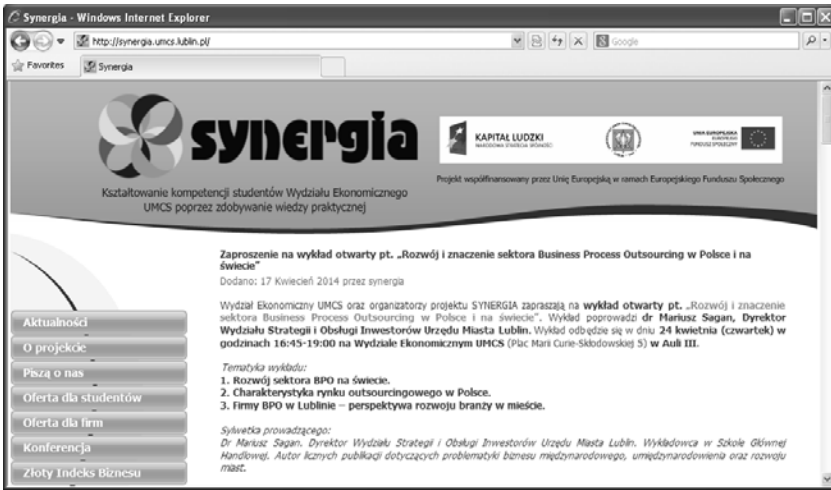 Synergia - Windows Internet Explorer
http://synergia.umcs.lublin.pl/
Google
Favorites
Synergia
synergia
Kształtowanie kompetencji studentów Wydziału Ekonomicznego
UMCS poprzez zdobywanie wiedzy praktycznej
KAPITAŁ LUDZKI
NARODOWA STRATEGIA SPÓJNOŚCI
UNIA EUROPEJSKA
EUROPEJSKI
FUNDUSZ SPOŁECZNY
Projekt współfinansowany przez Unię Europejską w ramach Europejskiego Funduszu Społecznego
Aktualności
O projekcie
Piszą o nas
Oferta dla studentów
Oferta dla firm
Konferencja
Złoty Indeks Biznesu
Zaproszenie na wykład otwarty pt. „Rozwój i znaczenie sektora Business Process Outsourcing w Polsce i na
świecie"
Dodano: 17 Kwiecień 2014 przez synergia
Wydział Ekonomiczny UMCS oraz organizatorzy projektu SYNERGIA zapraszają na wykład otwarty pt. „Rozwój i znaczenie
sektora Business Process Outsourcing w Polsce i na świecie". Wykład poprowadzi dr Mariusz Sagan, Dyrektor
Wydziału Strategii i Obsługi Inwestorów Urzędu Miasta Lublin. Wykład odbędzie się w dniu 24 kwietnia (czwartek) w
godzinach 16:45-19:00 na Wydziale Ekonomicznym UMCS (Plac Marii Curie-Skłodowskiej 5) w Auli III.
Tematyka wykładu:
1. Rozwój sektora BPO na świecie.
2. Charakterystyka rynku outsourcingowego w Polsce.
3. Firmy BPO w Lublinie – perspektywa rozwoju branży w mieście.
Sylwetka prowadzącego:
Dr Mariusz Sagan. Dyrektor Wydziału Strategii i Obsługi Inwestorów Urzędu Miasta Lublin. Wykładowca w Szkole Głównej
Handlowej. Autor licznych publikacji dotyczących problematyki biznesu międzynarodowego, umiędzynarodowienia oraz rozwoju
miast.